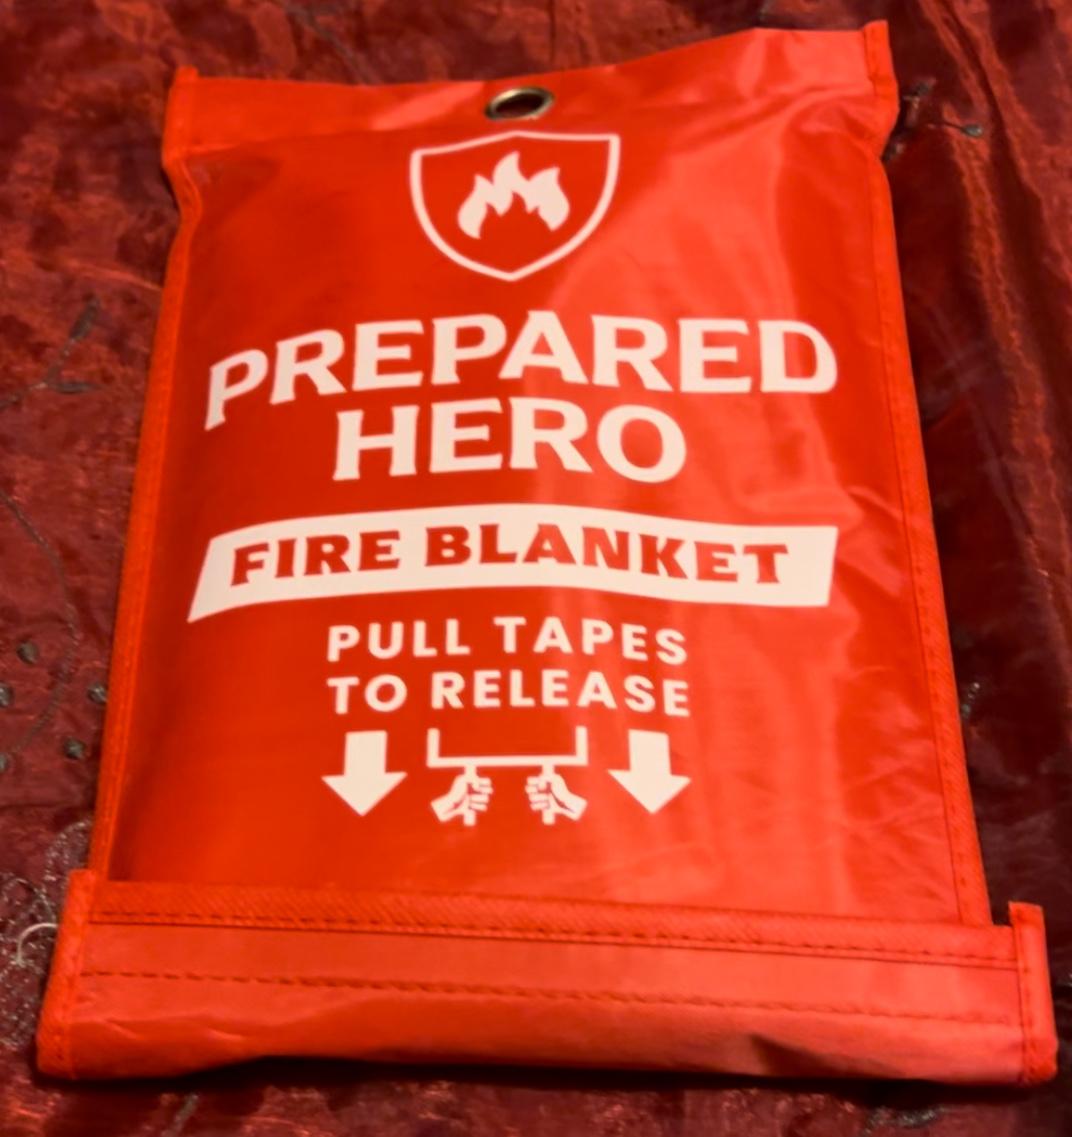 PREPARED
HERO
FIRE BLANKET
PULL TAPES
TO RELEASE